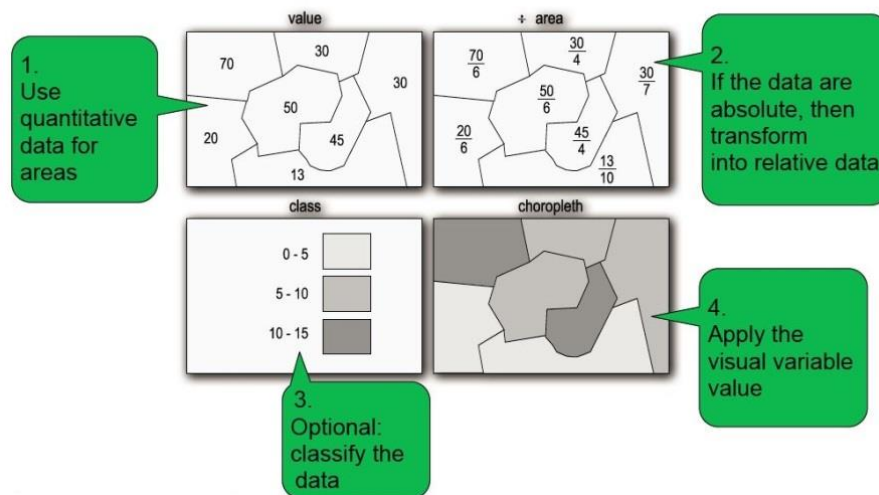 value
÷ area
1.
Use
quantitative
data for
areas
70
30
30
50
20
45
13
70
6
30
4
30
7
50
6
20
6
45
4
13
10
2.
If the data are
absolute, then
transform
into relative data
class
choropleth
0 - 5
5 - 10
10 - 15
3.
Optional:
classify the
data
4.
Apply the
visual variable
value